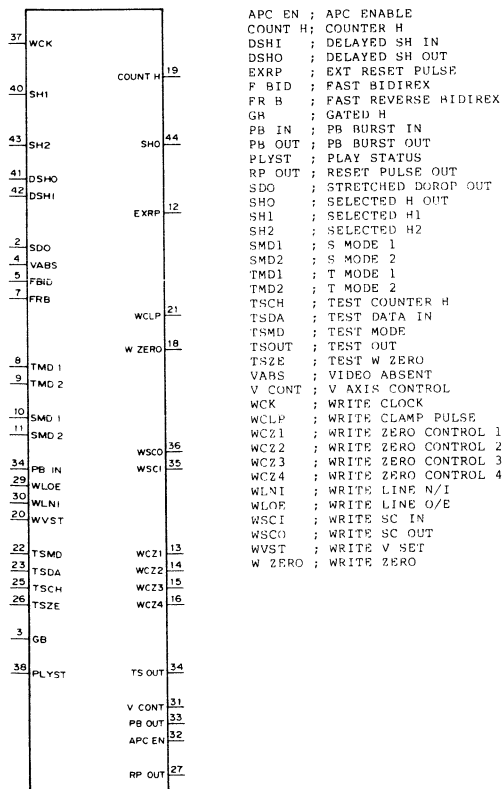 37 WCK
COUNT H 19
40 SH1
43 SH2
SHO 44
41 DSHO
42 DSHI
EXRP 12
2 SDO
4 VABS
5 FBID
7 FRB
WCLP 21
W ZERO 18
8 TMD 1
9 TMD 2
10 SMD 1
11 SMD 2
WSCO 36
WSCI 35
34 PB IN
29 WLOE
30 WLNI
20 WVST
22 TSMD
WCZ1 13
23 TSDA
WCZ2 14
25 TSCH
WCZ3 15
26 TSZE
WCZ4 16
3 GB
38 PLYST
TS OUT 34
V CONT 31
PB OUT 33
APC EN 32
RP OUT 27
APC EN ; APC ENABLE
COUNT H; COUNTER H
DSHI ; DELAYED SH IN
DSHO ; DELAYED SH OUT
EXRP ; EXT RESET PULSE
F BID ; FAST BIDIREX
FR B ; FAST REVERSE BIDIREX
GB ; GATED H
PB IN ; PB BURST IN
PB OUT ; PB BURST OUT
PLYST ; PLAY STATUS
RP OUT ; RESET PULSE OUT
SDO ; STRETCHED DOROP OUT
SHO ; SELECTED H OUT
SH1 ; SELECTED H1
SH2 ; SELECTED H2
SMD1 ; S MODE 1
SMD2 ; S MODE 2
TMD1 ; T MODE 1
TMD2 ; T MODE 2
TSCH ; TEST COUNTER H
TSDA ; TEST DATA IN
TSMD ; TEST MODE
TSOUT ; TEST OUT
TSZE ; TEST W ZERO
VABS ; VIDEO ABSENT
V CONT ; V AXIS CONTROL
WCK ; WRITE CLOCK
WCLP ; WRITE CLAMP PULSE
WCZ1 ; WRITE ZERO CONTROL 1
WCZ2 ; WRITE ZERO CONTROL 2
WCZ3 ; WRITE ZERO CONTROL 3
WCZ4 ; WRITE ZERO CONTROL 4
WLNI ; WRITE LINE N/I
WLOE ; WRITE LINE O/E
WSCI ; WRITE SC IN
WSCO ; WRITE SC OUT
WVST ; WRITE V SET
W ZERO ; WRITE ZERO